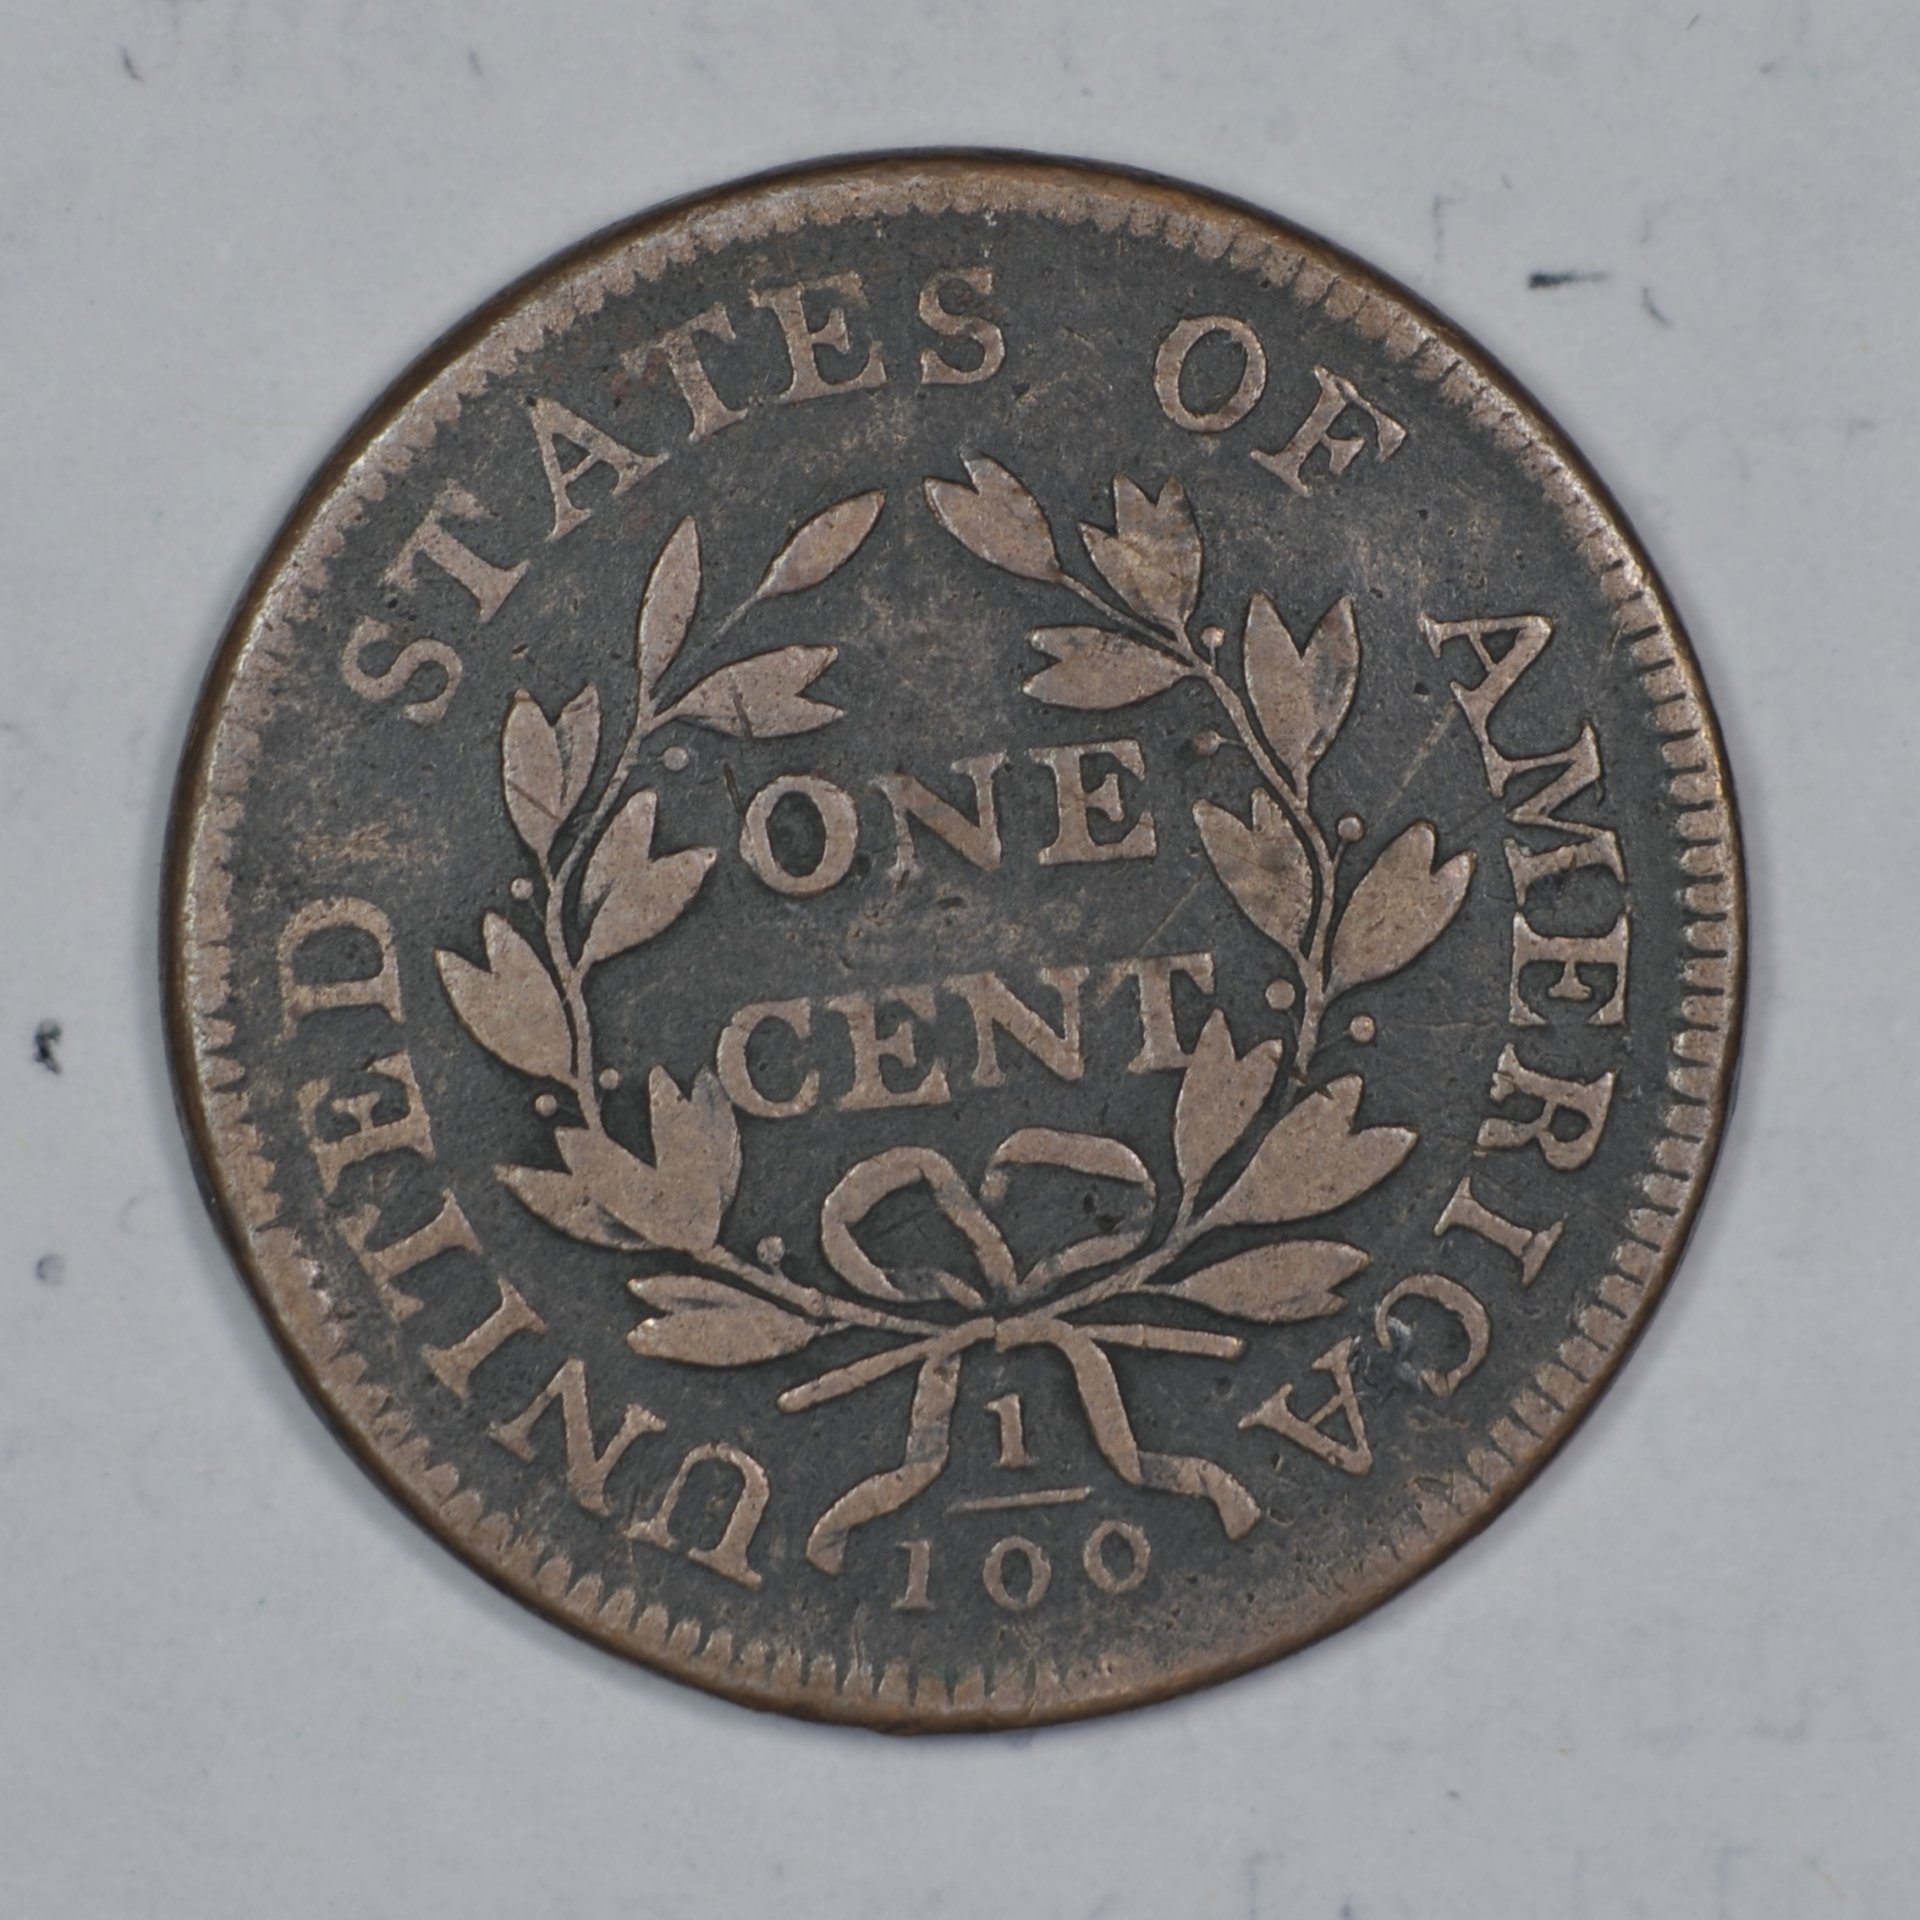 UNITED STATES OF AMERICA
ONE
CENT
1
100